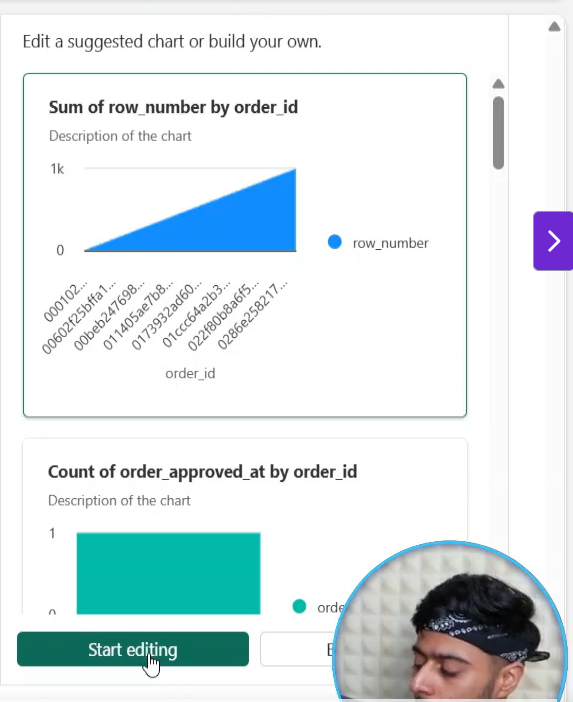 Edit a suggested chart or build your own.
Sum of row_number by order_id
Description of the chart
1k
0
row_number
000102...
00602f25bffa1...
00beb247698...
011405ae7b8...
0173932ad60...
01ccc64a2b3...
022f80b8a6f5...
0286e258217...
order_id
Count of order_approved_at by order_id
Description of the chart
1
0
orde
Start editing